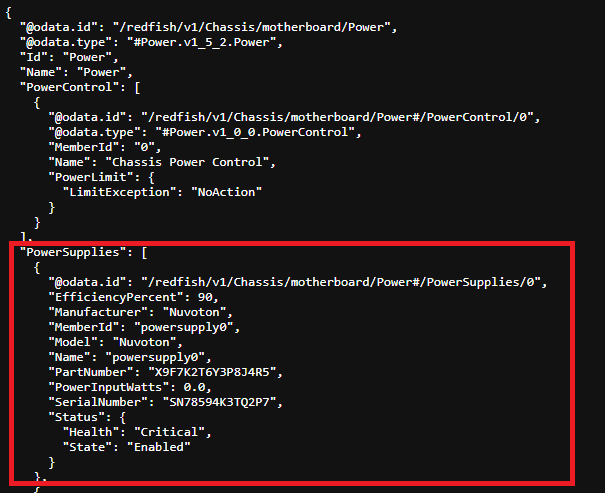 {
"@odata.id": "/redfish/v1/Chassis/motherboard/Power",
"@odata.type": "#Power.v1_5_2.Power",
"Id": "Power",
"Name": "Power",
"PowerControl": [
{
"@odata.id": "/redfish/v1/Chassis/motherboard/Power#/PowerControl/0",
"@odata.type": "#Power.v1_0_0.PowerControl",
"MemberId": "0",
"Name": "Chassis Power Control",
"PowerLimit": {
"LimitException": "NoAction"
}
}
],
"PowerSupplies": [
{
"@odata.id": "/redfish/v1/Chassis/motherboard/Power#/PowerSupplies/0",
"EfficiencyPercent": 90,
"Manufacturer": "Nuvoton",
"MemberId": "powersupply0",
"Model": "Nuvoton",
"Name": "powersupply0",
"PartNumber": "X9F7K2T6Y3P8J4R5",
"PowerInputWatts": 0.0,
"SerialNumber": "SN78594K3TQ2P7",
"Status": {
"Health": "Critical",
"State": "Enabled"
}
},
{